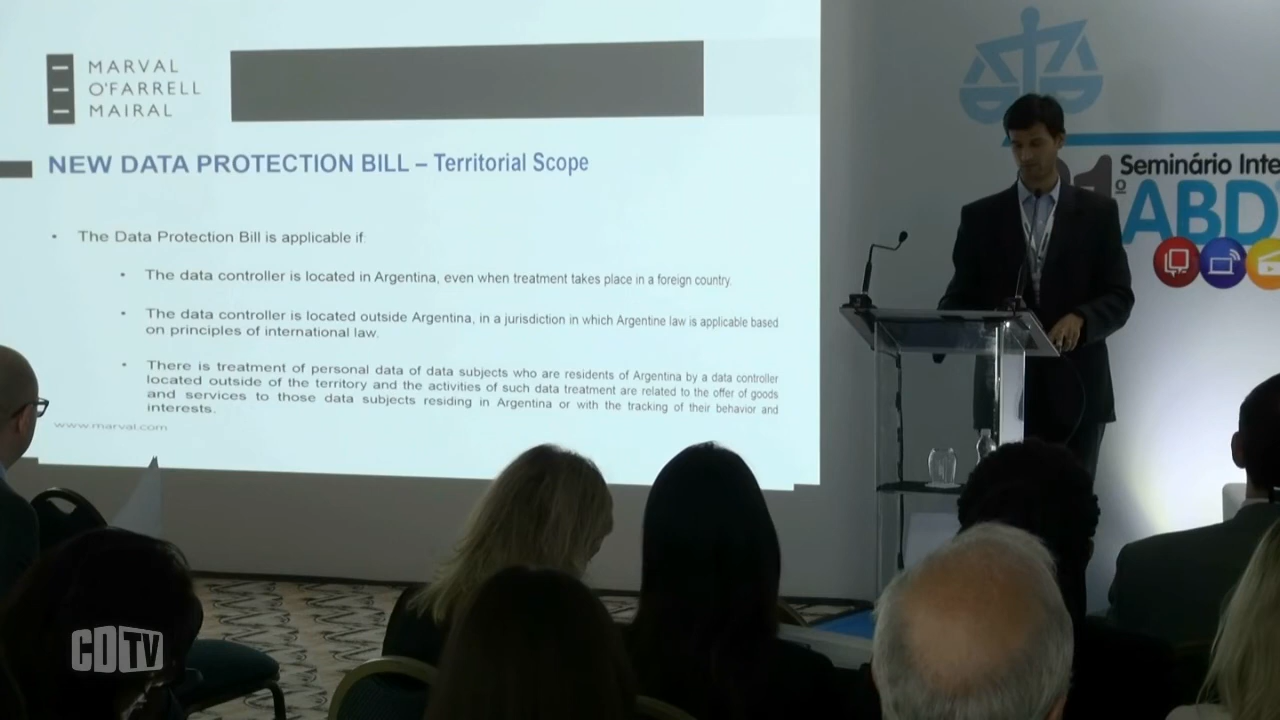 MARVAL
O'FARRELL
MAIRAL
NEW DATA PROTECTION BILL – Territorial Scope
• The Data Protection Bill is applicable if:
• The data controller is located in Argentina, even when treatment takes place in a foreign country.
• The data controller is located outside Argentina, in a jurisdiction in which Argentine law is applicable based
on principles of international law.
• There is treatment of personal data of data subjects who are residents of Argentina by a data controller
located outside of the territory and the activities of such data treatment are related to the offer of goods
and services to those data subjects residing in Argentina or with the tracking of their behavior and
interests.
www.marval.com
Seminário Inte
ABD
CDTV